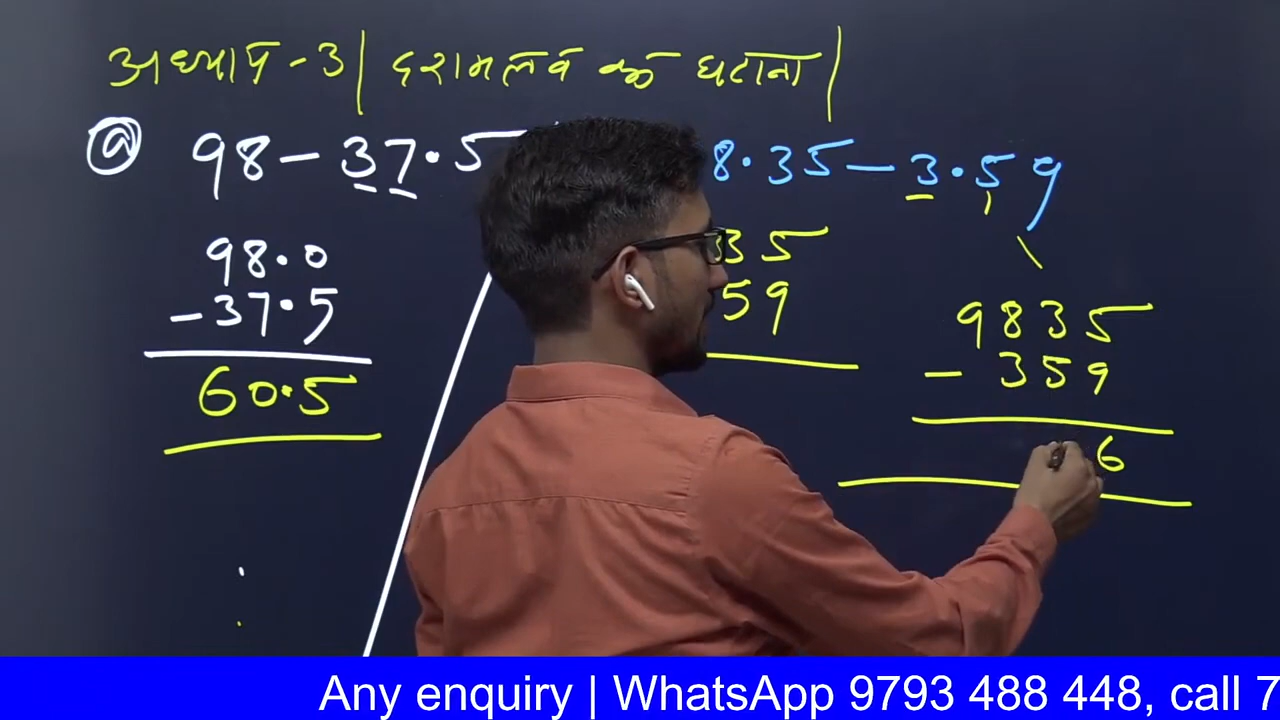 अध्याय - 3 | दशमलव का घटाना |
(a) 98 - 37.5
8.35 - 3.59
98.0
- 37.5
60.5
35
59
9835
- 359
6
Any enquiry | WhatsApp 9793 488 448, call 7